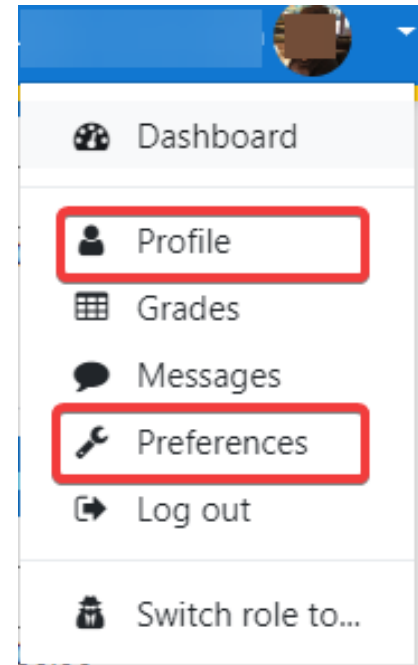 Dashboard
Profile
Grades
Messages
Preferences
Log out
Switch role to...